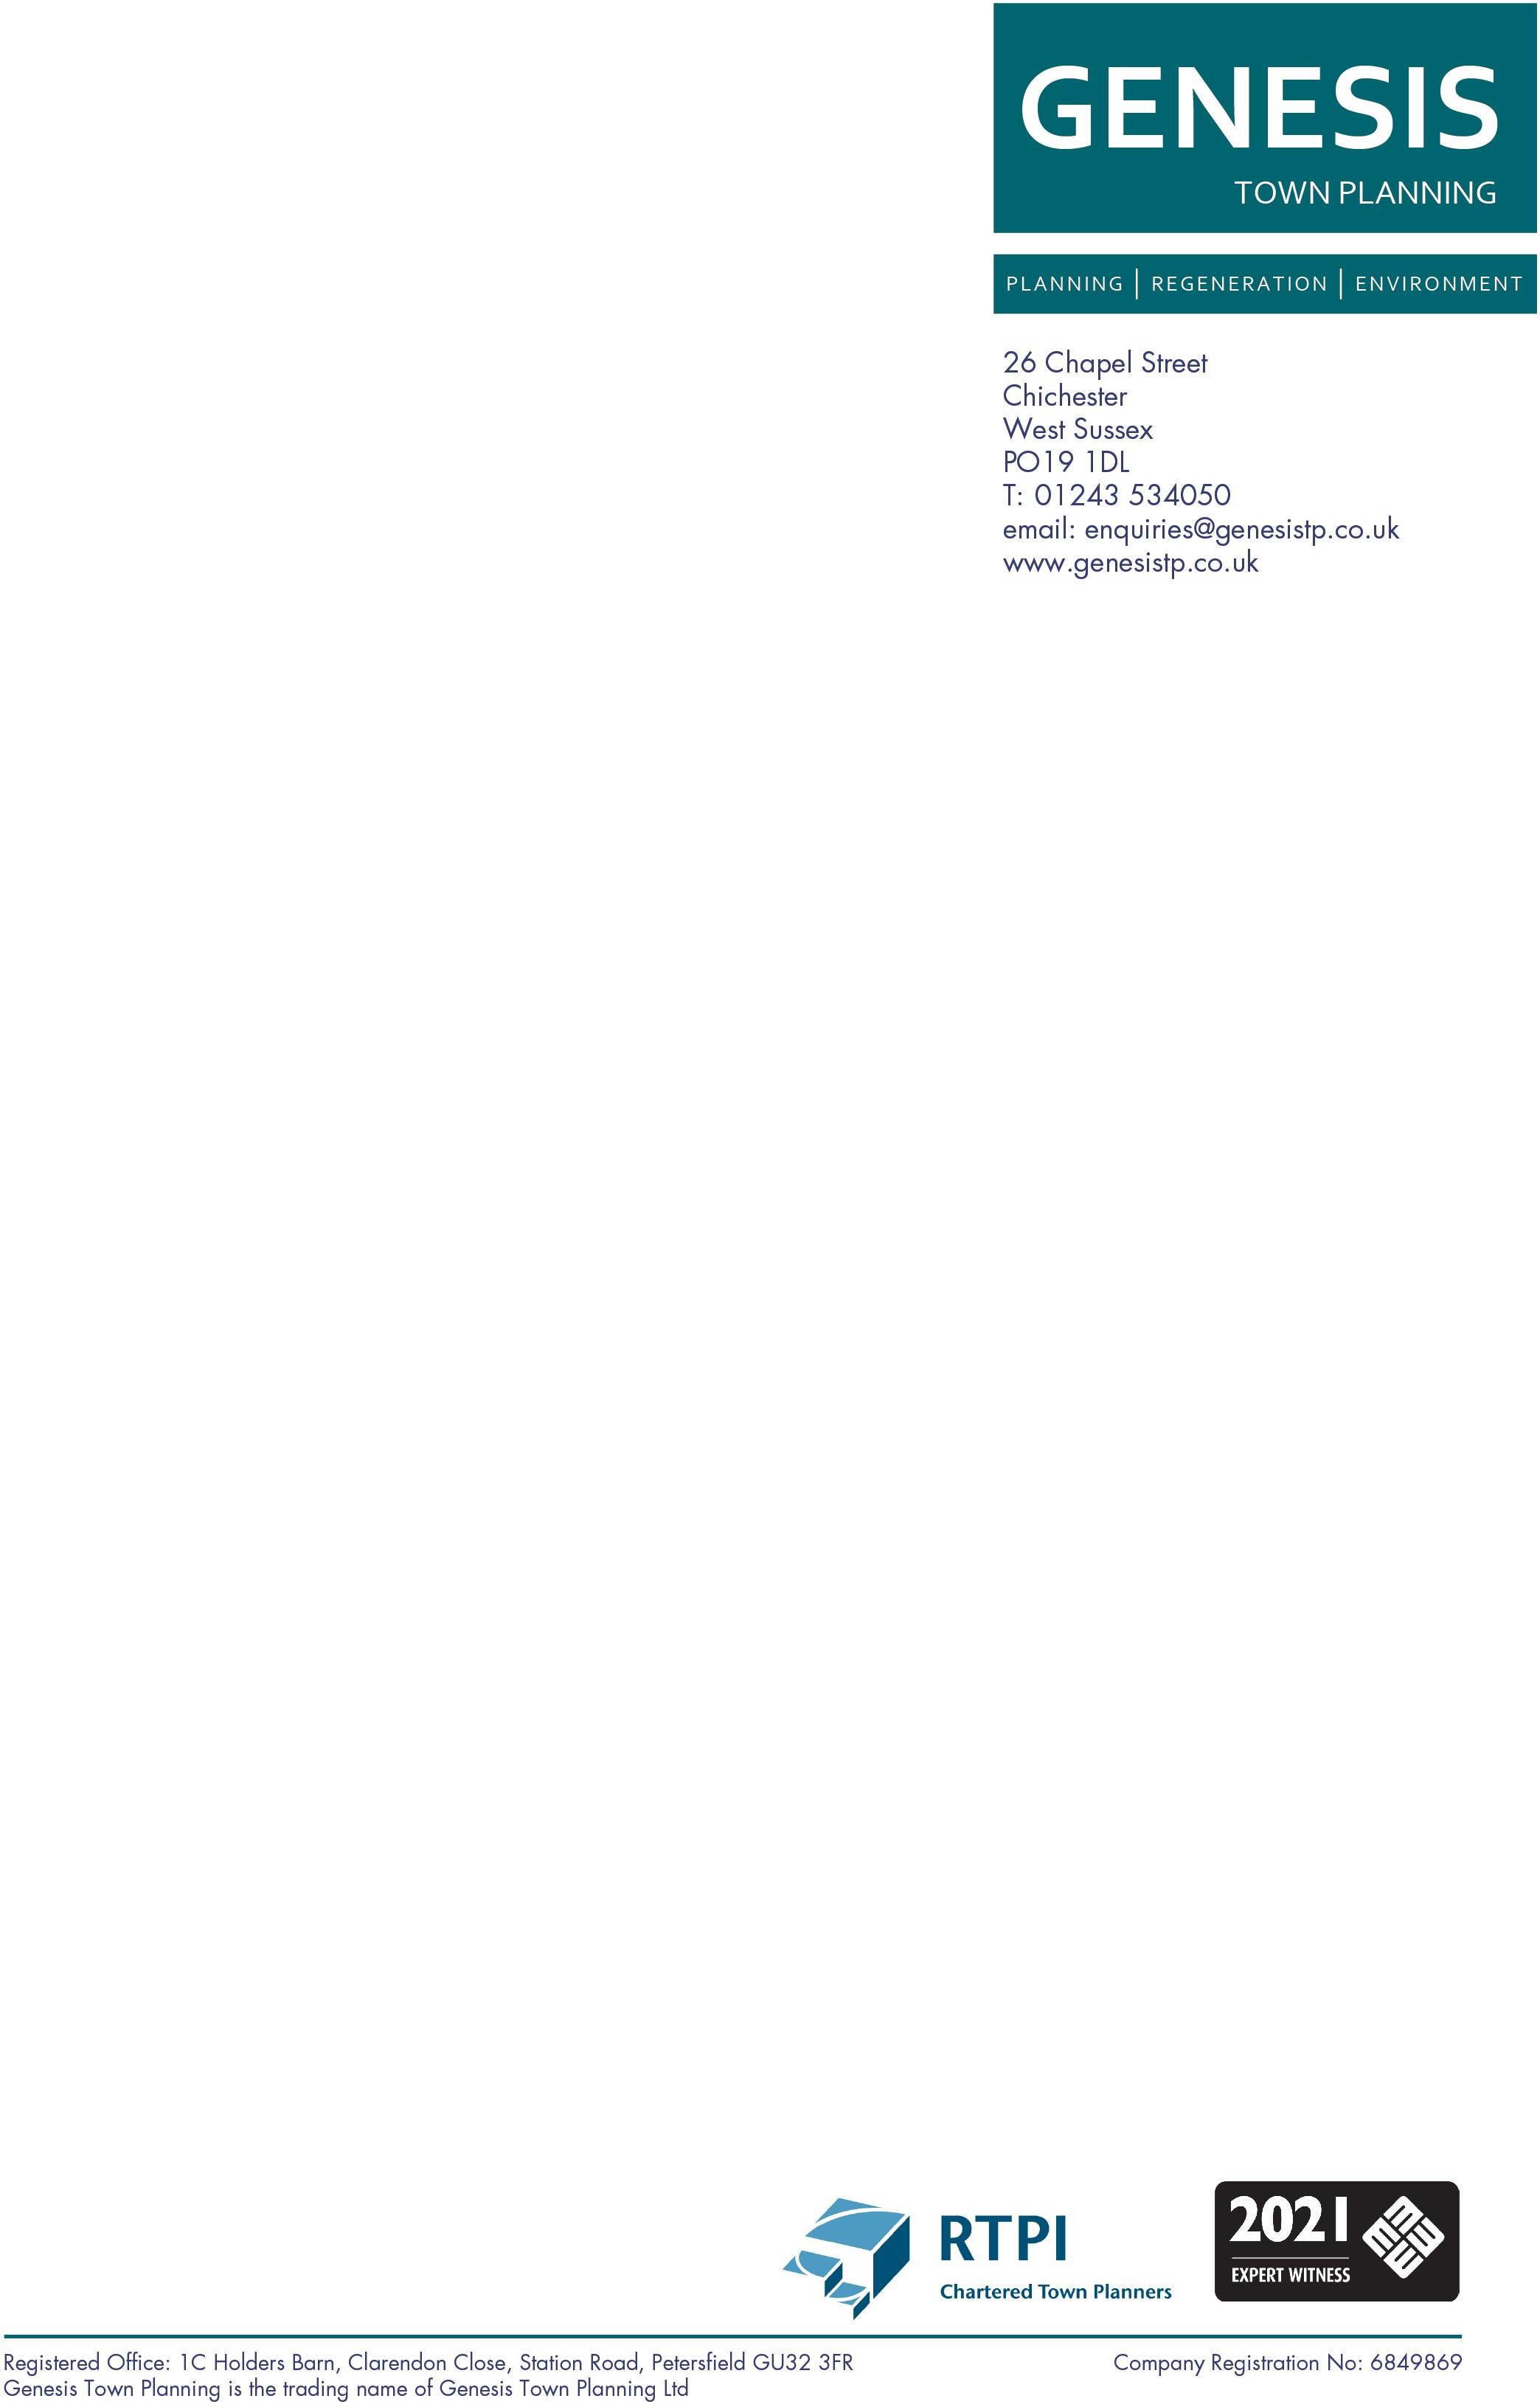 GENESIS
TOWN PLANNING
PLANNING | REGENERATION | ENVIRONMENT
26 Chapel Street
Chichester
West Sussex
PO19 1DL
T: 01243 534050
email: enquiries@genesistp.co.uk
www.genesistp.co.uk
RTPI
Chartered Town Planners
2021
EXPERT WITNESS
Registered Office: 1C Holders Barn, Clarendon Close, Station Road, Petersfield GU32 3FR
Company Registration No: 6849869
Genesis Town Planning is the trading name of Genesis Town Planning Ltd